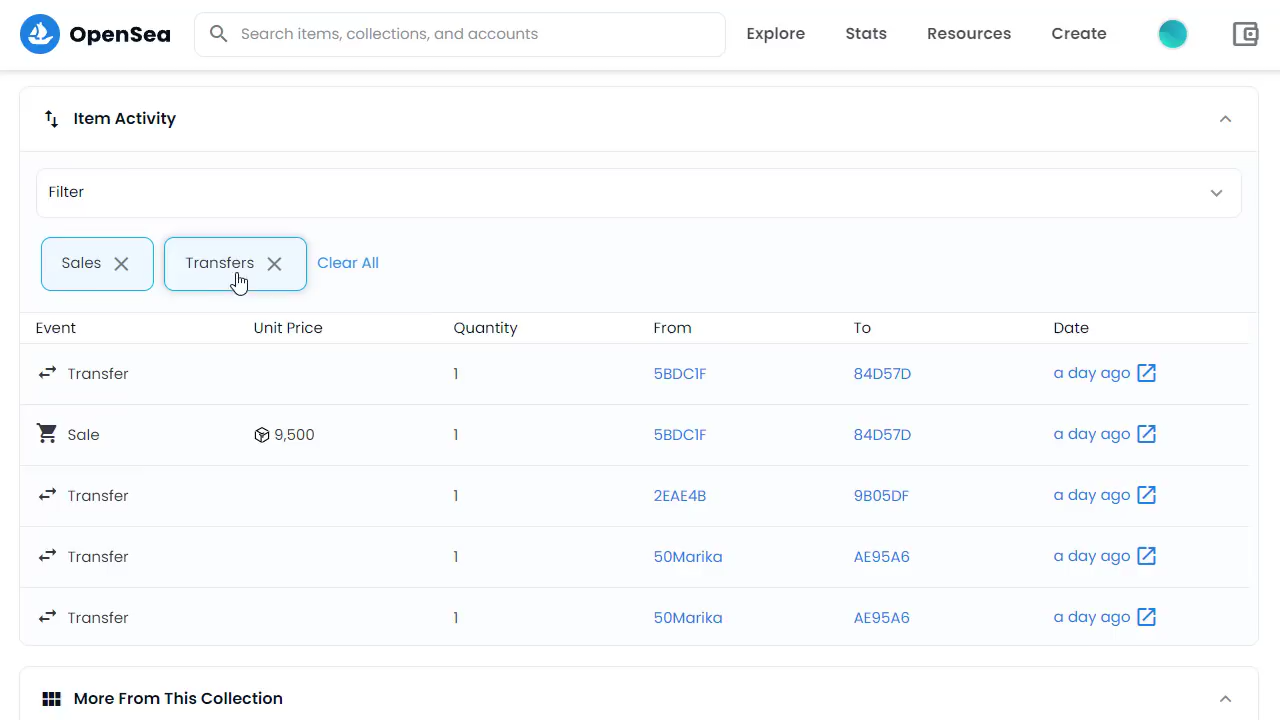 OpenSea Search items, collections, and accounts Explore Stats Resources Create
Item Activity
Filter
Sales Transfers Clear All
Event Unit Price Quantity From To Date
Transfer 1 5BDC1F 84D57D a day ago
Sale 9,500 1 5BDC1F 84D57D a day ago
Transfer 1 2EAE4B 9B05DF a day ago
Transfer 1 50Marika AE95A6 a day ago
Transfer 1 50Marika AE95A6 a day ago
More From This Collection